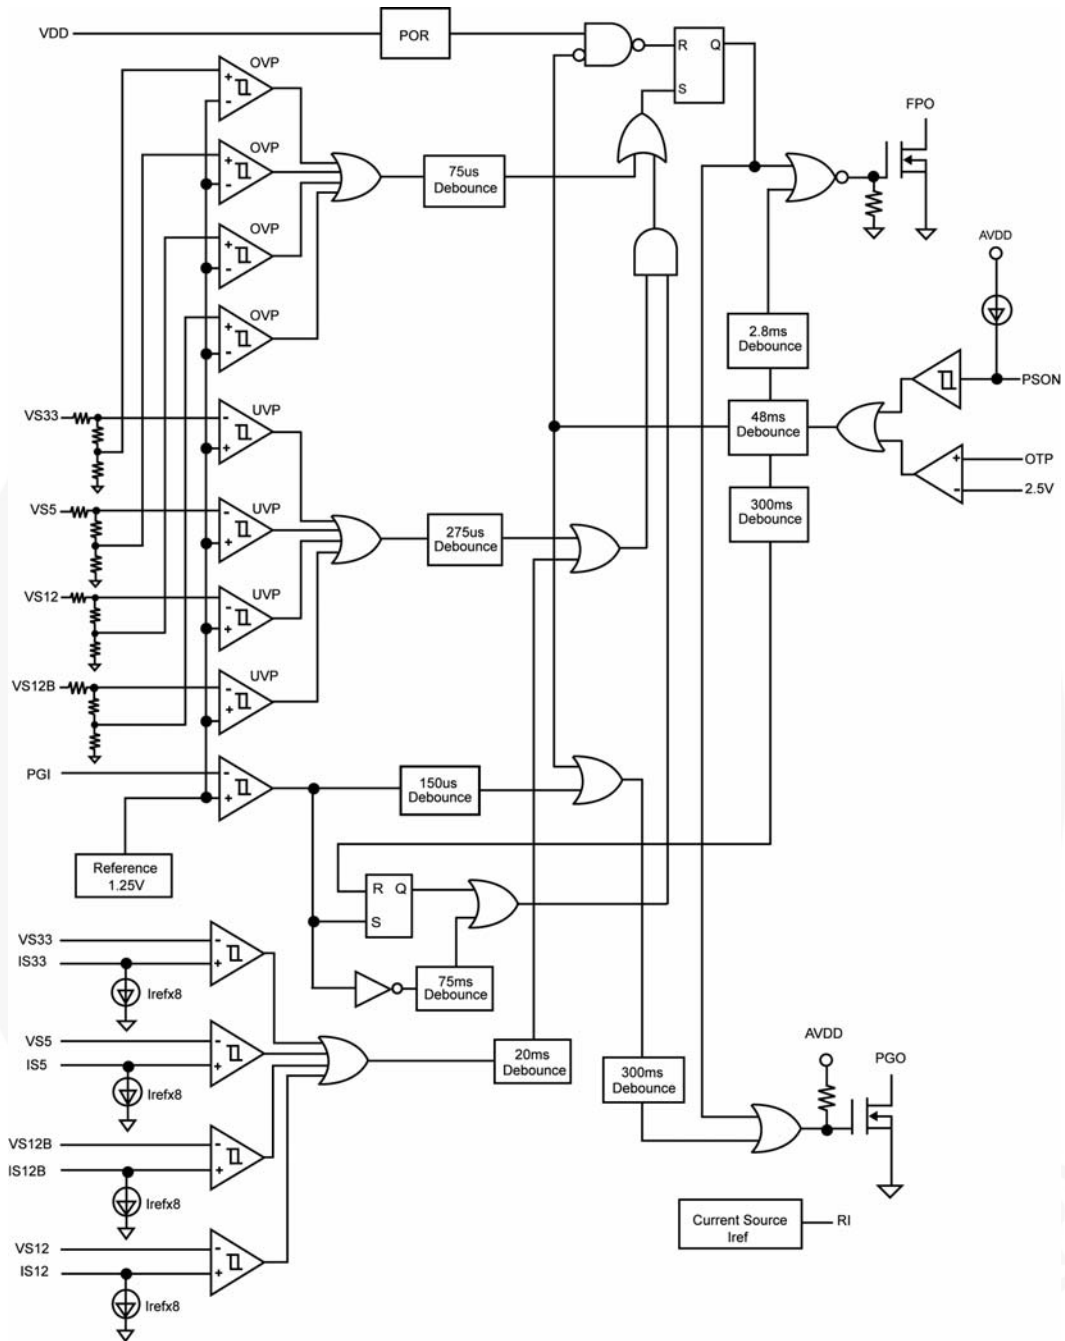 VDD
POR
R Q
S
OVP
+
-
OVP
+
-
OVP
+
-
OVP
+
-
75us
Debounce
FPO
AVDD
2.8ms
Debounce
PSON
48ms
Debounce
OTP
+
2.5V
-
300ms
Debounce
VS33
UVP
-
+
VS5
UVP
-
+
275us
Debounce
VS12
UVP
-
+
VS12B
UVP
-
+
PGI
-
+
150us
Debounce
Reference
1.25V
R Q
S
75ms
Debounce
VS33
-
IS33
+
Irefx8
VS5
-
IS5
+
Irefx8
20ms
Debounce
300ms
Debounce
AVDD
PGO
VS12B
-
IS12B
+
Irefx8
Current Source
Iref
RI
VS12
-
IS12
+
Irefx8